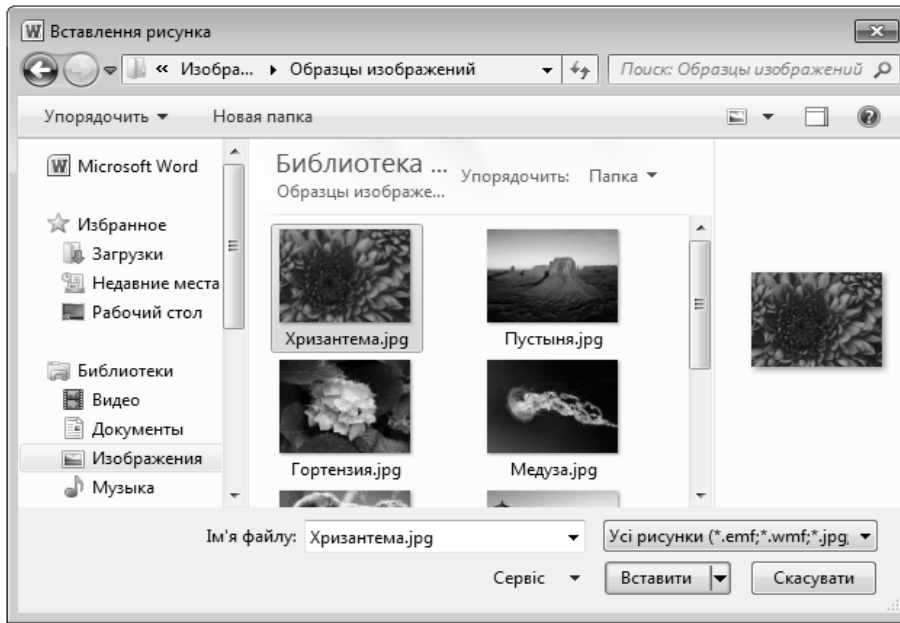 Вставлення рисунка
« Изобра... ▸ Образцы изображений
Поиск: Образцы изображений
Упорядочить
Новая папка
Microsoft Word
Избранное
Загрузки
Недавние места
Рабочий стол
Библиотеки
Видео
Документы
Изображения
Музыка
Библиотека ...
Образцы изображе...
Упорядочить: Папка
Хризантема.jpg
Пустыня.jpg
Гортензия.jpg
Медуза.jpg
Ім'я файлу: Хризантема.jpg
Усі рисунки (*.emf;*.wmf;*.jpg;
Сервіс
Вставити
Скасувати